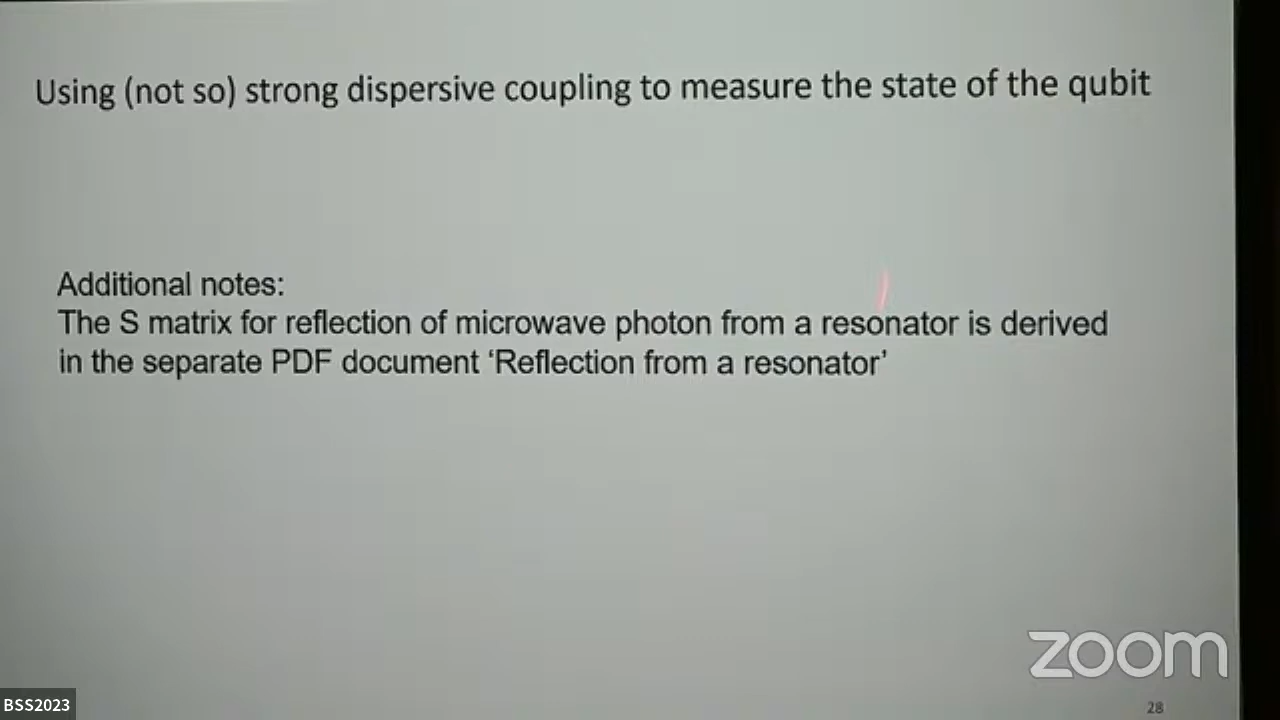 Using (not so) strong dispersive coupling to measure the state of the qubit
Additional notes:
The S matrix for reflection of microwave photon from a resonator is derived
in the separate PDF document ‘Reflection from a resonator’
zoom
BSS2023
28